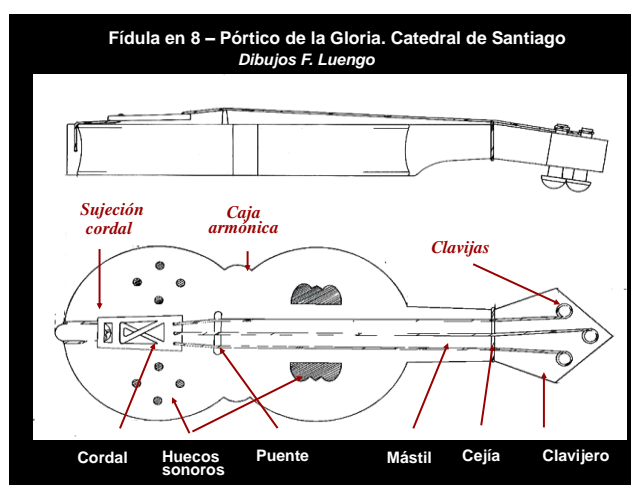 Fídula en 8 – Pórtico de la Gloria. Catedral de Santiago
Dibujos F. Luengo
Sujeción
cordal
Caja
armónica
Clavijas
Cordal
Huecos
sonoros
Puente
Mástil
Cejía
Clavijero